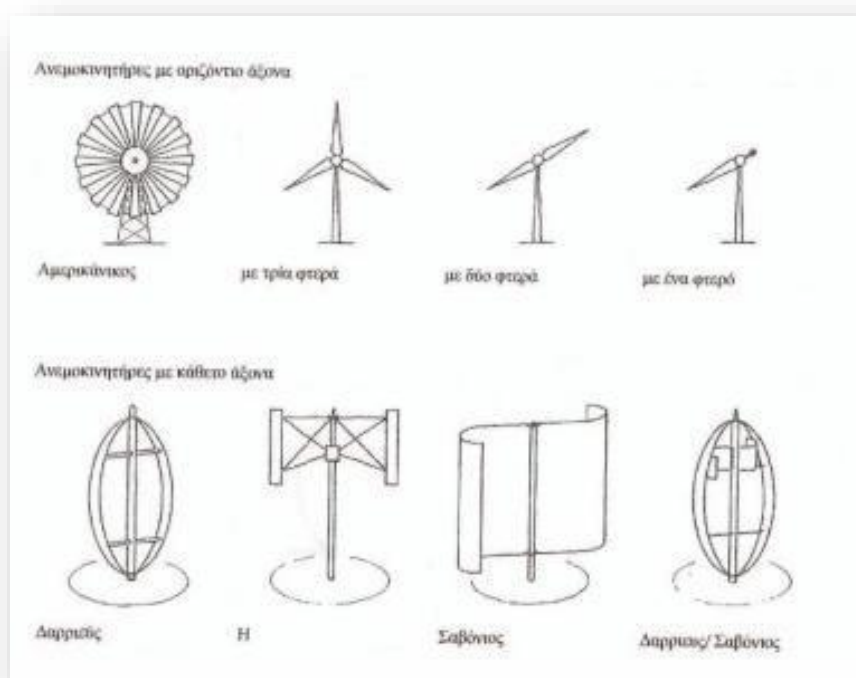 Ανεμοκινητήρες με οριζόντιο άξονα
Αμερικάνικος
με τρία φτερά
με δύο φτερά
με ένα φτερό
Ανεμοκινητήρες με κάθετο άξονα
Δαρριεύς
Η
Σαβόνιος
Δαρριευς/ Σαβόνιος